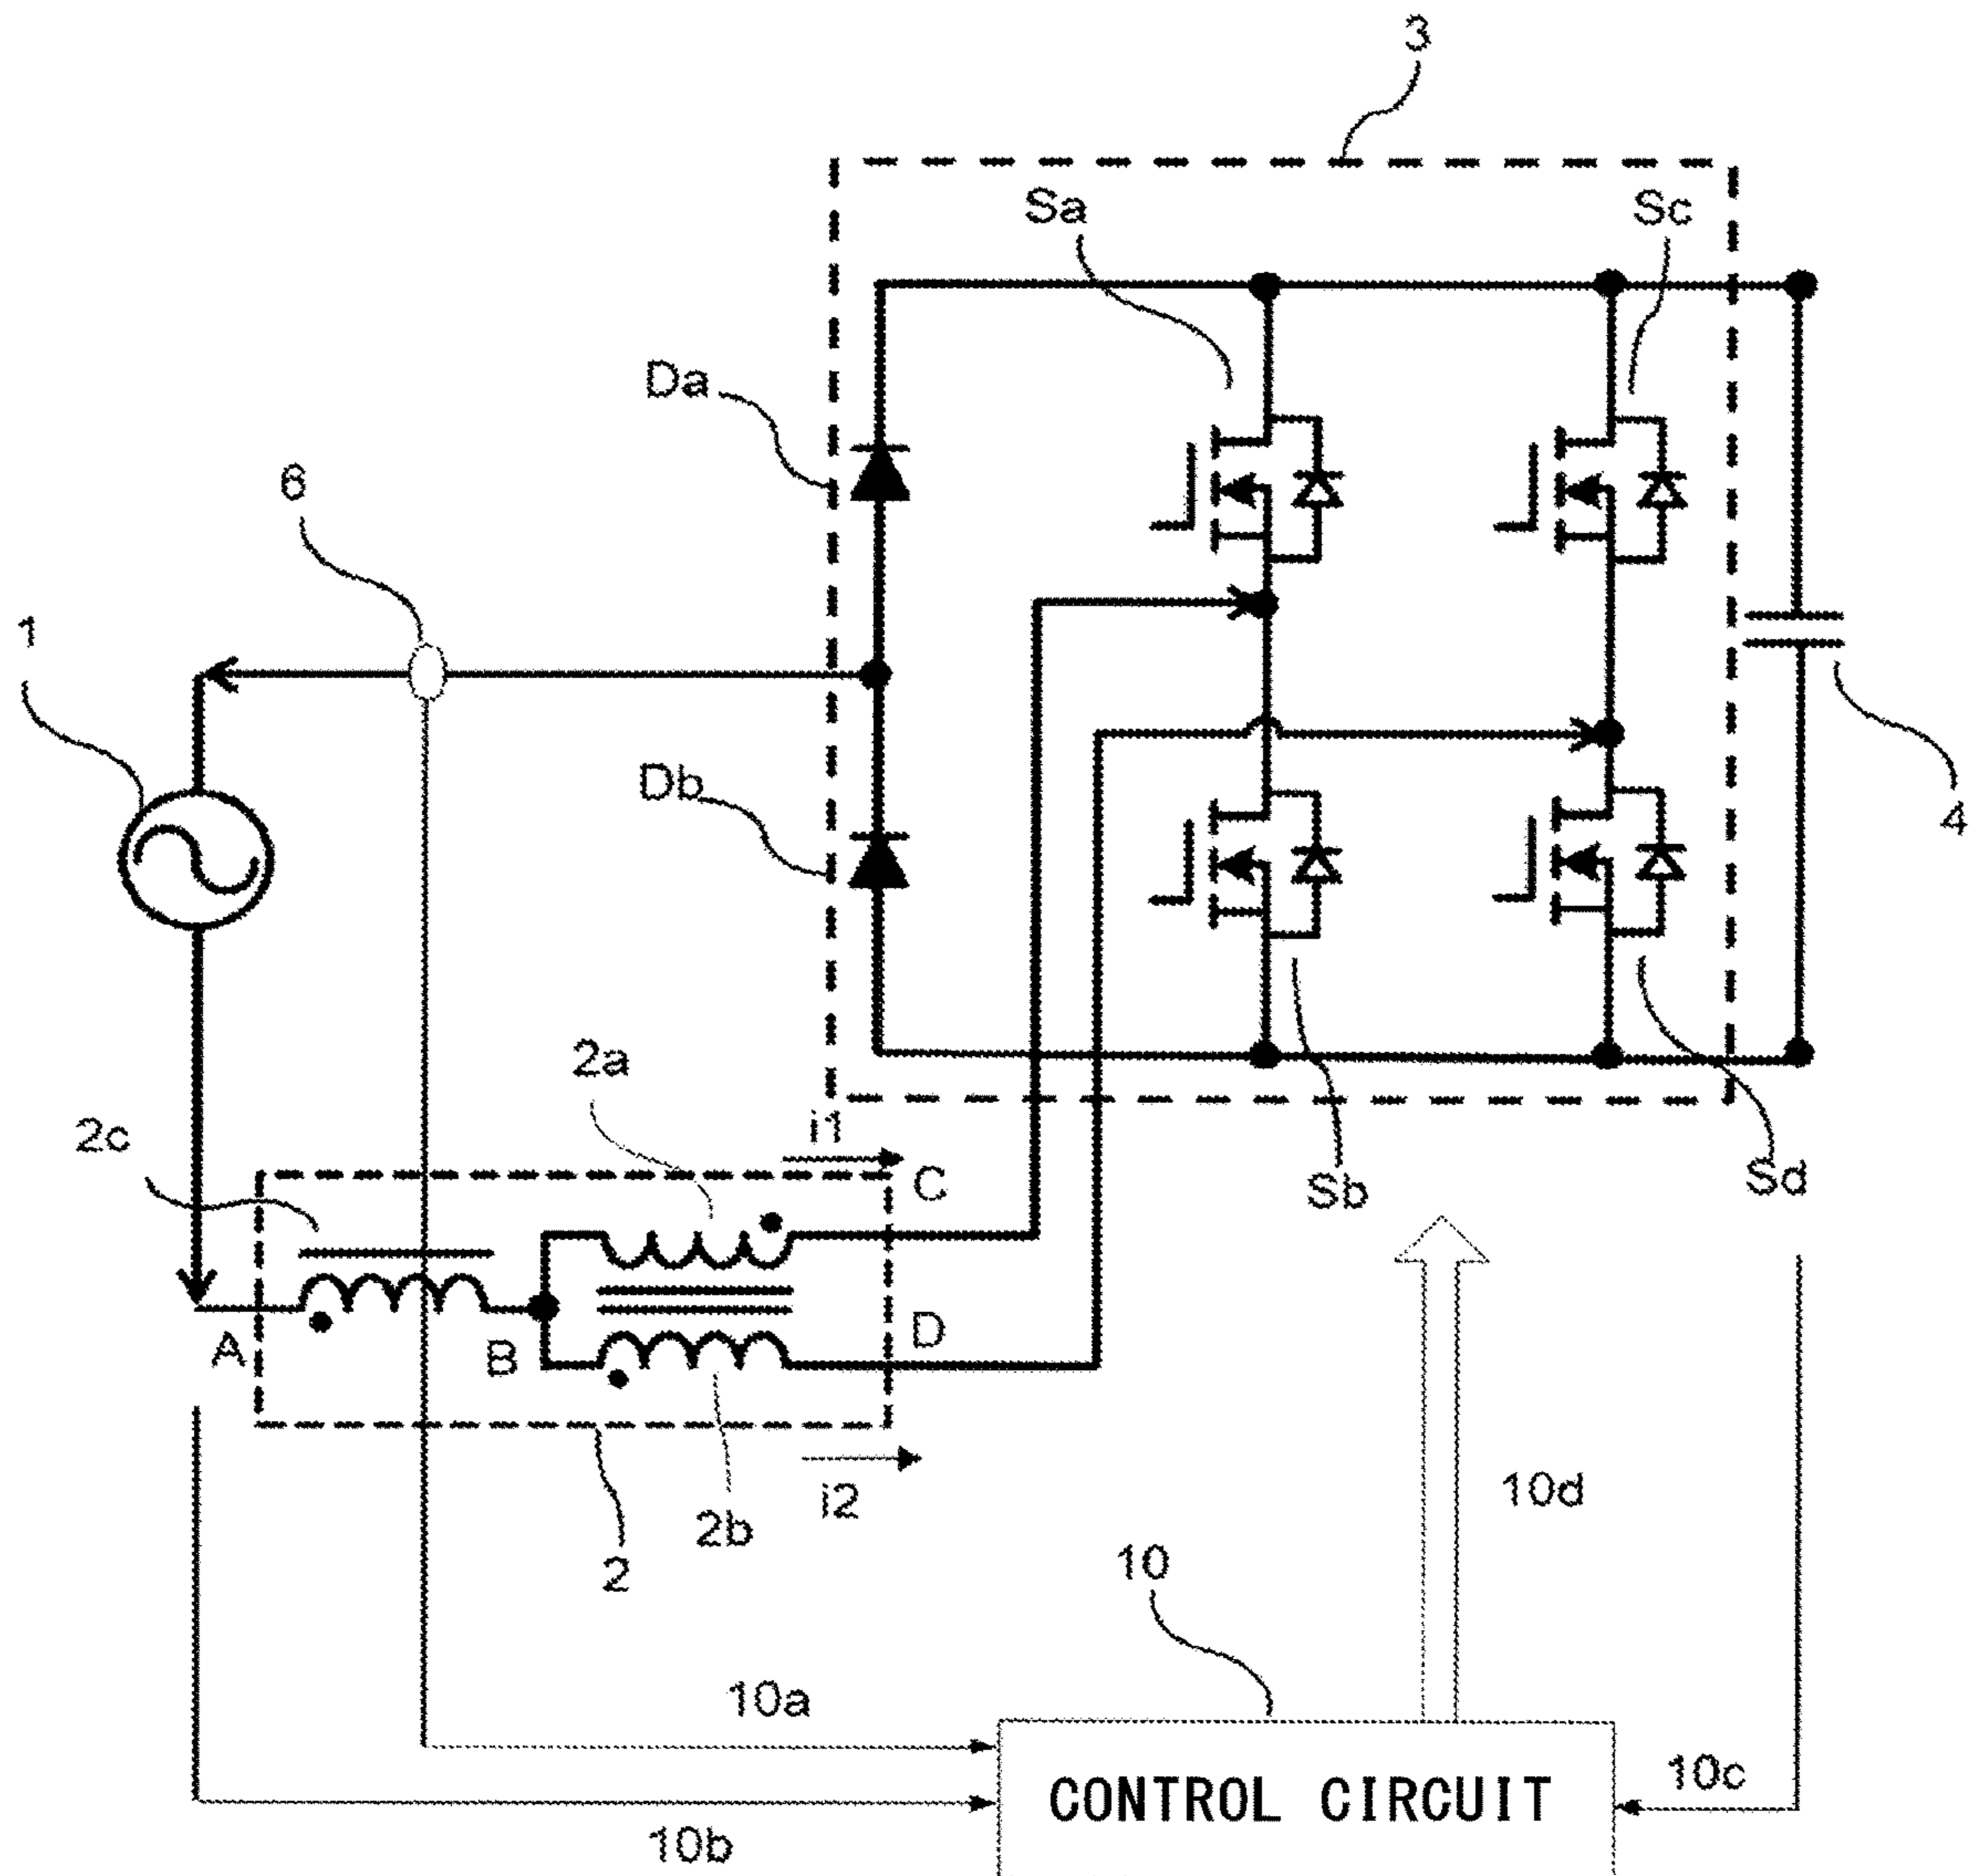 3
Sa
Sc
Da
6
1
Db
4
2a
i1
2c
C
Sb
Sd
A
B
D
i2
2b
2
10d
10
10a
10c
CONTROL CIRCUIT
10b